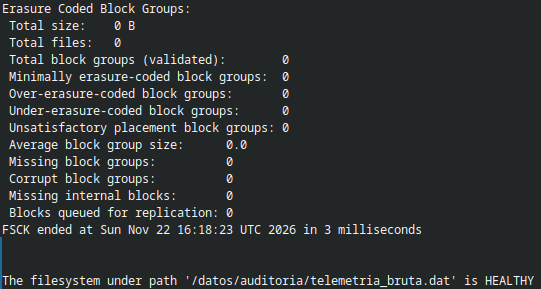 Erasure Coded Block Groups:
 Total size:    0 B
 Total files:   0
 Total block groups (validated):        0
 Minimally erasure-coded block groups:  0
 Over-erasure-coded block groups:       0
 Under-erasure-coded block groups:      0
 Unsatisfactory placement block groups: 0
 Average block group size:      0.0
 Missing block groups:          0
 Corrupt block groups:          0
 Missing internal blocks:       0
 Blocks queued for replication: 0
FSCK ended at Sun Nov 22 16:18:23 UTC 2026 in 3 milliseconds
The filesystem under path '/datos/auditoria/telemetria_bruta.dat' is HEALTHY